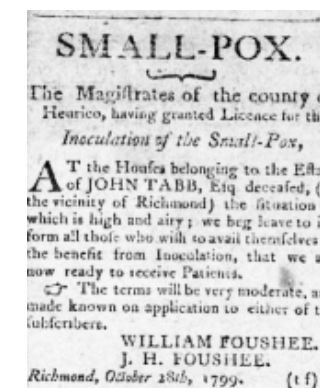 SMALL-POX.
The Magiſtrates of the county
Henrico, having granted Licence for
Inoculation of the Small-Pox,
AT the Houſes belonging to the
of JOHN TABB, Eſq deceaſed, (
the vicinity of Richmond) the ſituation
which is high and airy; we beg leave to
form all thoſe who wiſh to avail themſelves
the benefit from Inoculation, that we
now ready to receive Patients.
☞ The terms will be very moderate,
made known on application to either of
ſubſcribers.
WILLIAM FOUSHEE.
J. H. FOUSHEE.
Richmond, October 28th, 1799. (t f)